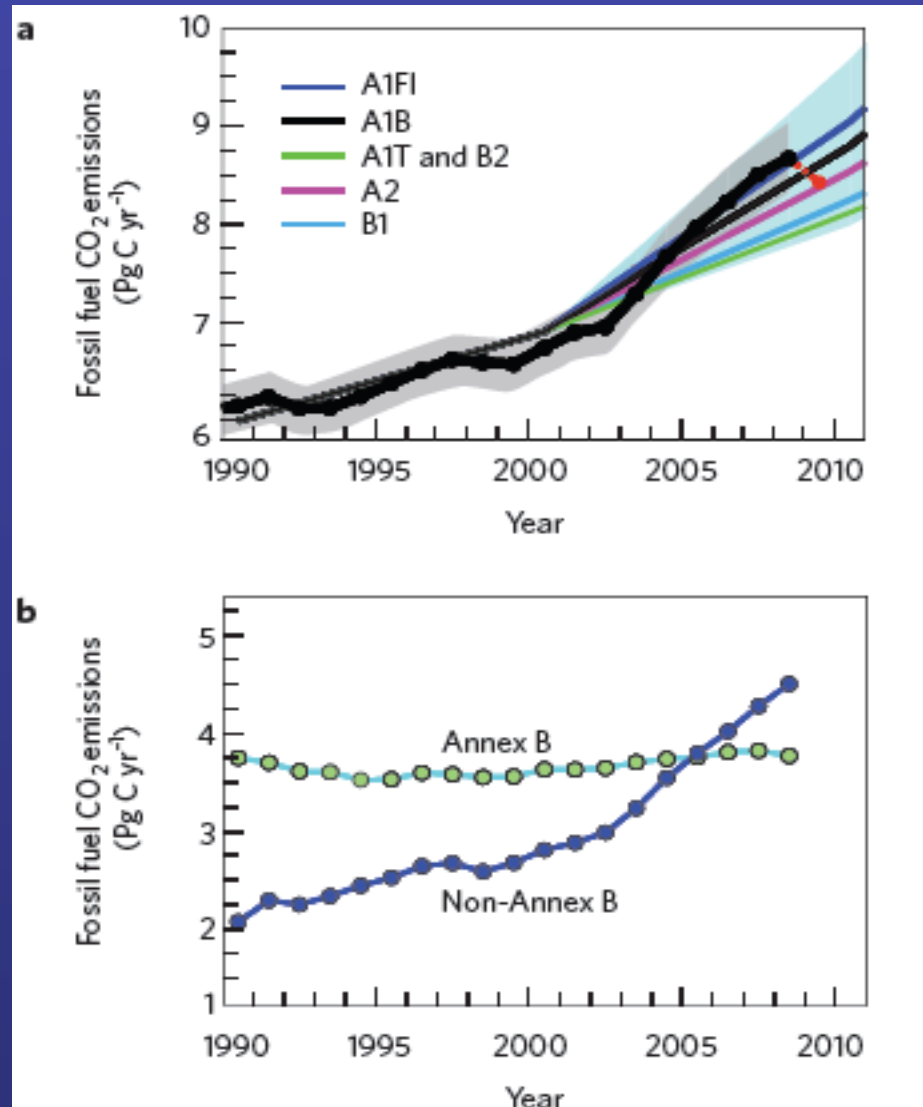 a
10
9
8
7
6
Fossil fuel CO₂ emissions
(Pg C yr⁻¹)
A1FI
A1B
A1T and B2
A2
B1
1990 1995 2000 2005 2010
Year
b
5
4
3
2
1
Fossil fuel CO₂ emissions
(Pg C yr⁻¹)
Annex B
Non-Annex B
1990 1995 2000 2005 2010
Year